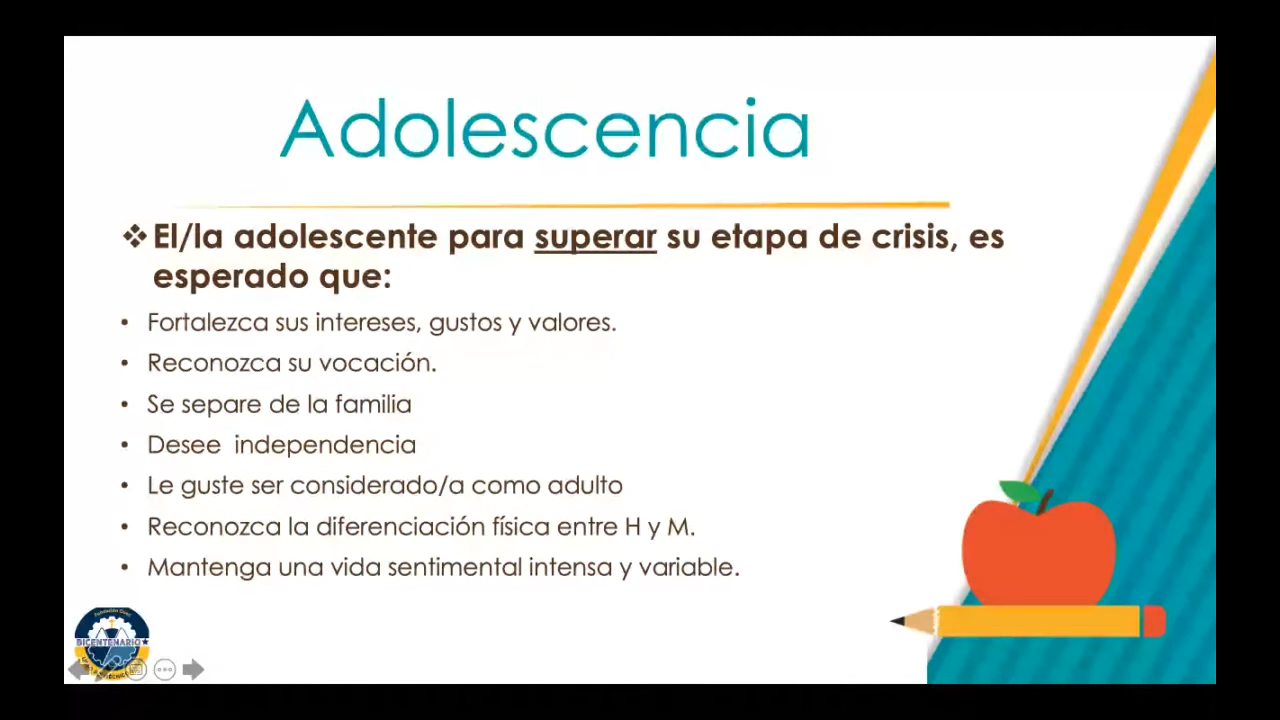 Adolescencia
❖El/la adolescente para superar su etapa de crisis, es
esperado que:
• Fortalezca sus intereses, gustos y valores.
• Reconozca su vocación.
• Se separe de la familia
• Desee independencia
• Le guste ser considerado/a como adulto
• Reconozca la diferenciación física entre H y M.
• Mantenga una vida sentimental intensa y variable.
BICENTENARIO